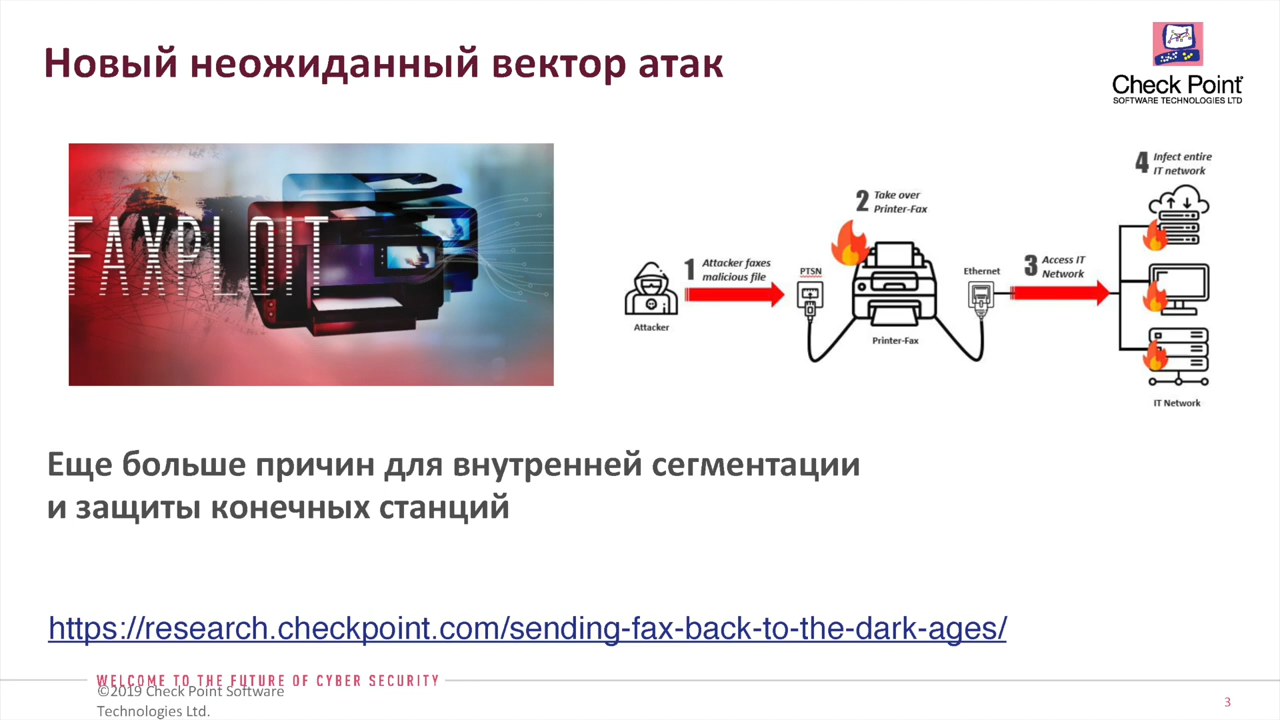 Новый неожиданный вектор атак
Check Point
SOFTWARE TECHNOLOGIES LTD
FAXPLOIT
1 Attacker faxes
malicious file
Attacker
2 Take over
Printer-Fax
PTSN
Printer-Fax
Ethernet
3 Access IT
Network
4 Infect entire
IT network
IT Network
Еще больше причин для внутренней сегментации
и защиты конечных станций
https://research.checkpoint.com/sending-fax-back-to-the-dark-ages/
WELCOME TO THE FUTURE OF CYBER SECURITY
©2019 Check Point Software
Technologies Ltd.
3